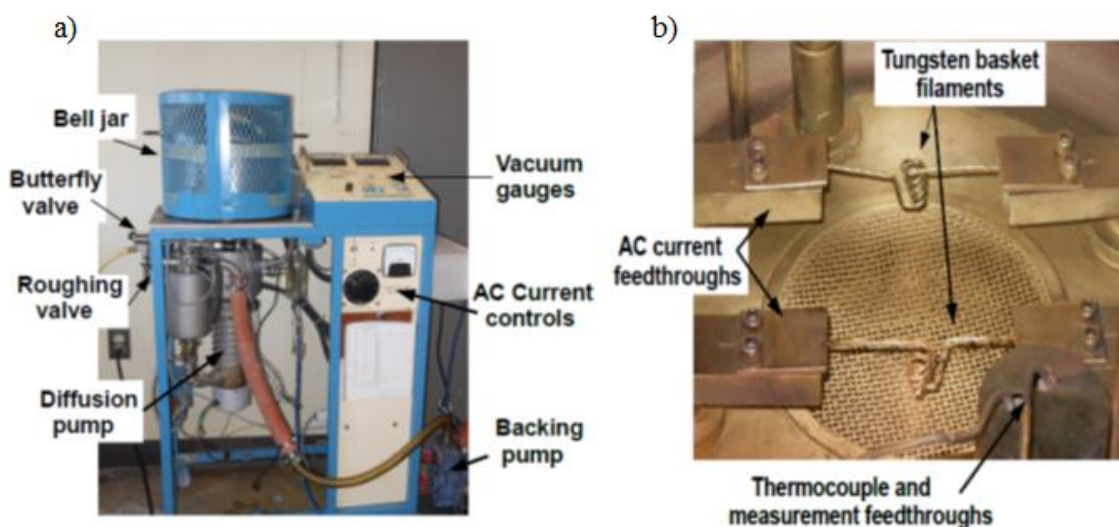 a)
Bell jar
Butterfly
valve
Roughing
valve
Diffusion
pump
Vacuum
gauges
AC Current
controls
Backing
pump
b)
Tungsten basket
filaments
AC current
feedthroughs
Thermocouple and
measurement feedthroughs